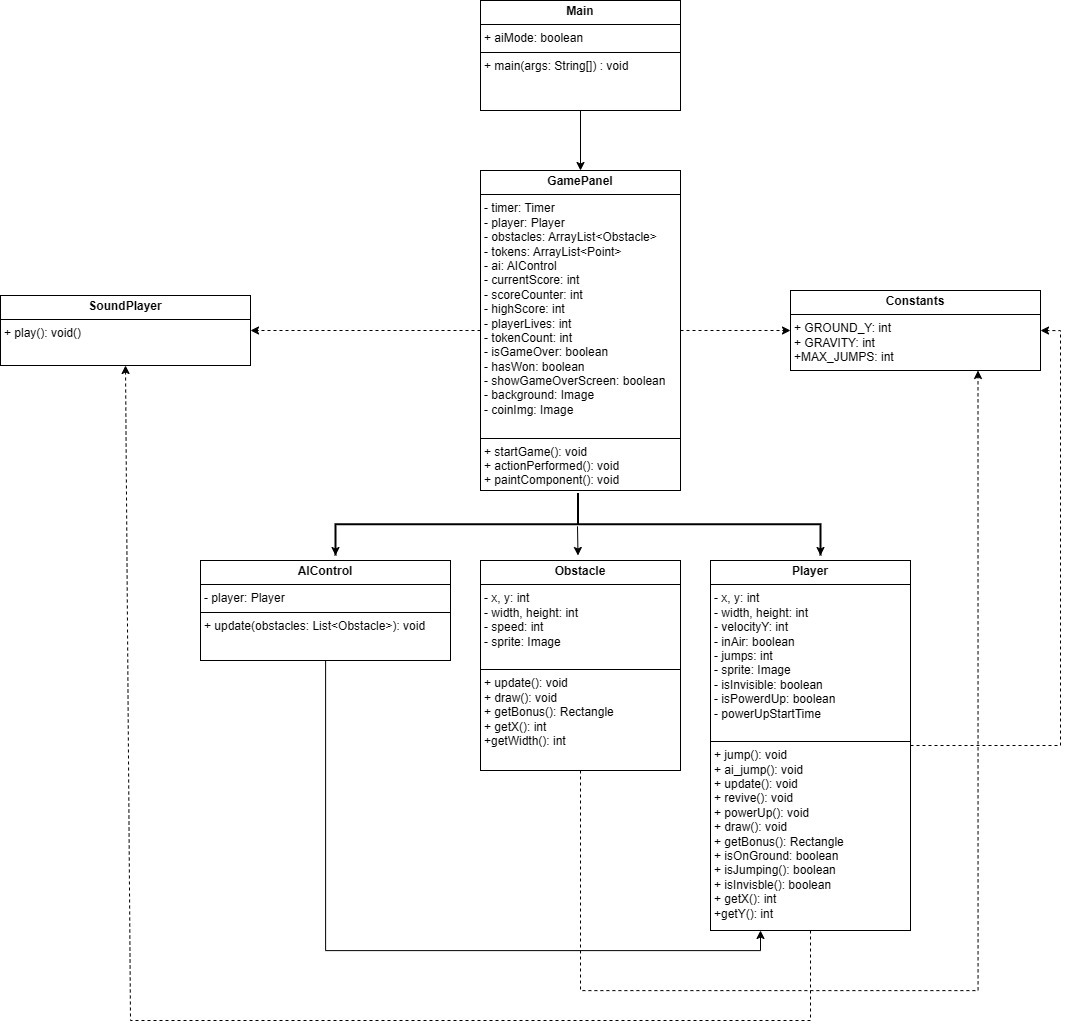 Main
+ aiMode: boolean
+ main(args: String[]) : void
GamePanel
- timer: Timer
- player: Player
- obstacles: ArrayList<Obstacle>
- tokens: ArrayList<Point>
- ai: AIControl
- currentScore: int
- scoreCounter: int
- highScore: int
- playerLives: int
- tokenCount: int
- isGameOver: boolean
- hasWon: boolean
- showGameOverScreen: boolean
- background: Image
- coinImg: Image
+ startGame(): void
+ actionPerformed(): void
+ paintComponent(): void
SoundPlayer
+ play(): void()
Constants
+ GROUND_Y: int
+ GRAVITY: int
+MAX_JUMPS: int
AIControl
- player: Player
+ update(obstacles: List<Obstacle>): void
Obstacle
- x, y: int
- width, height: int
- speed: int
- sprite: Image
+ update(): void
+ draw(): void
+ getBonus(): Rectangle
+ getX(): int
+getWidth(): int
Player
- x, y: int
- width, height: int
- velocityY: int
- inAir: boolean
- jumps: int
- sprite: Image
- isInvisible: boolean
- isPowerdUp: boolean
- powerUpStartTime
+ jump(): void
+ ai_jump(): void
+ update(): void
+ revive(): void
+ powerUp(): void
+ draw(): void
+ getBonus(): Rectangle
+ isOnGround: boolean
+ isJumping(): boolean
+ isInvisble(): boolean
+ getX(): int
+getY(): int